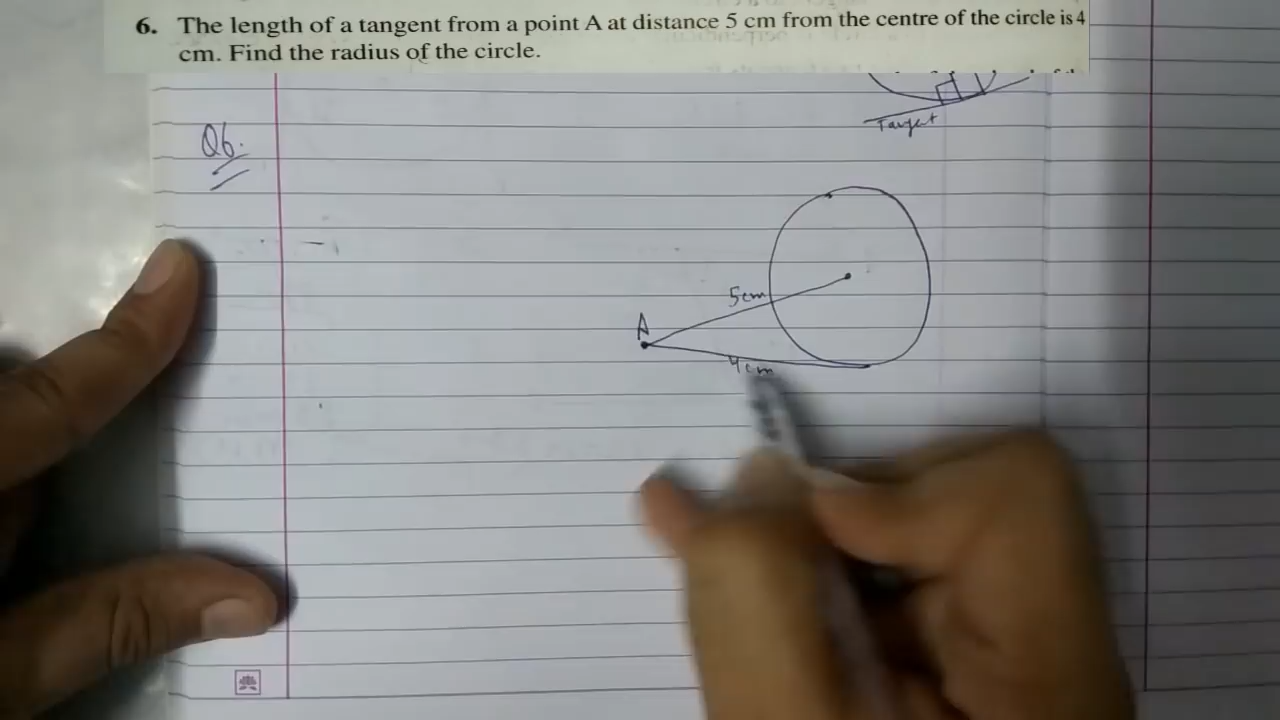 6. The length of a tangent from a point A at distance 5 cm from the centre of the circle is 4
cm. Find the radius of the circle.
Tangent
Q6.
5cm
A
4cm